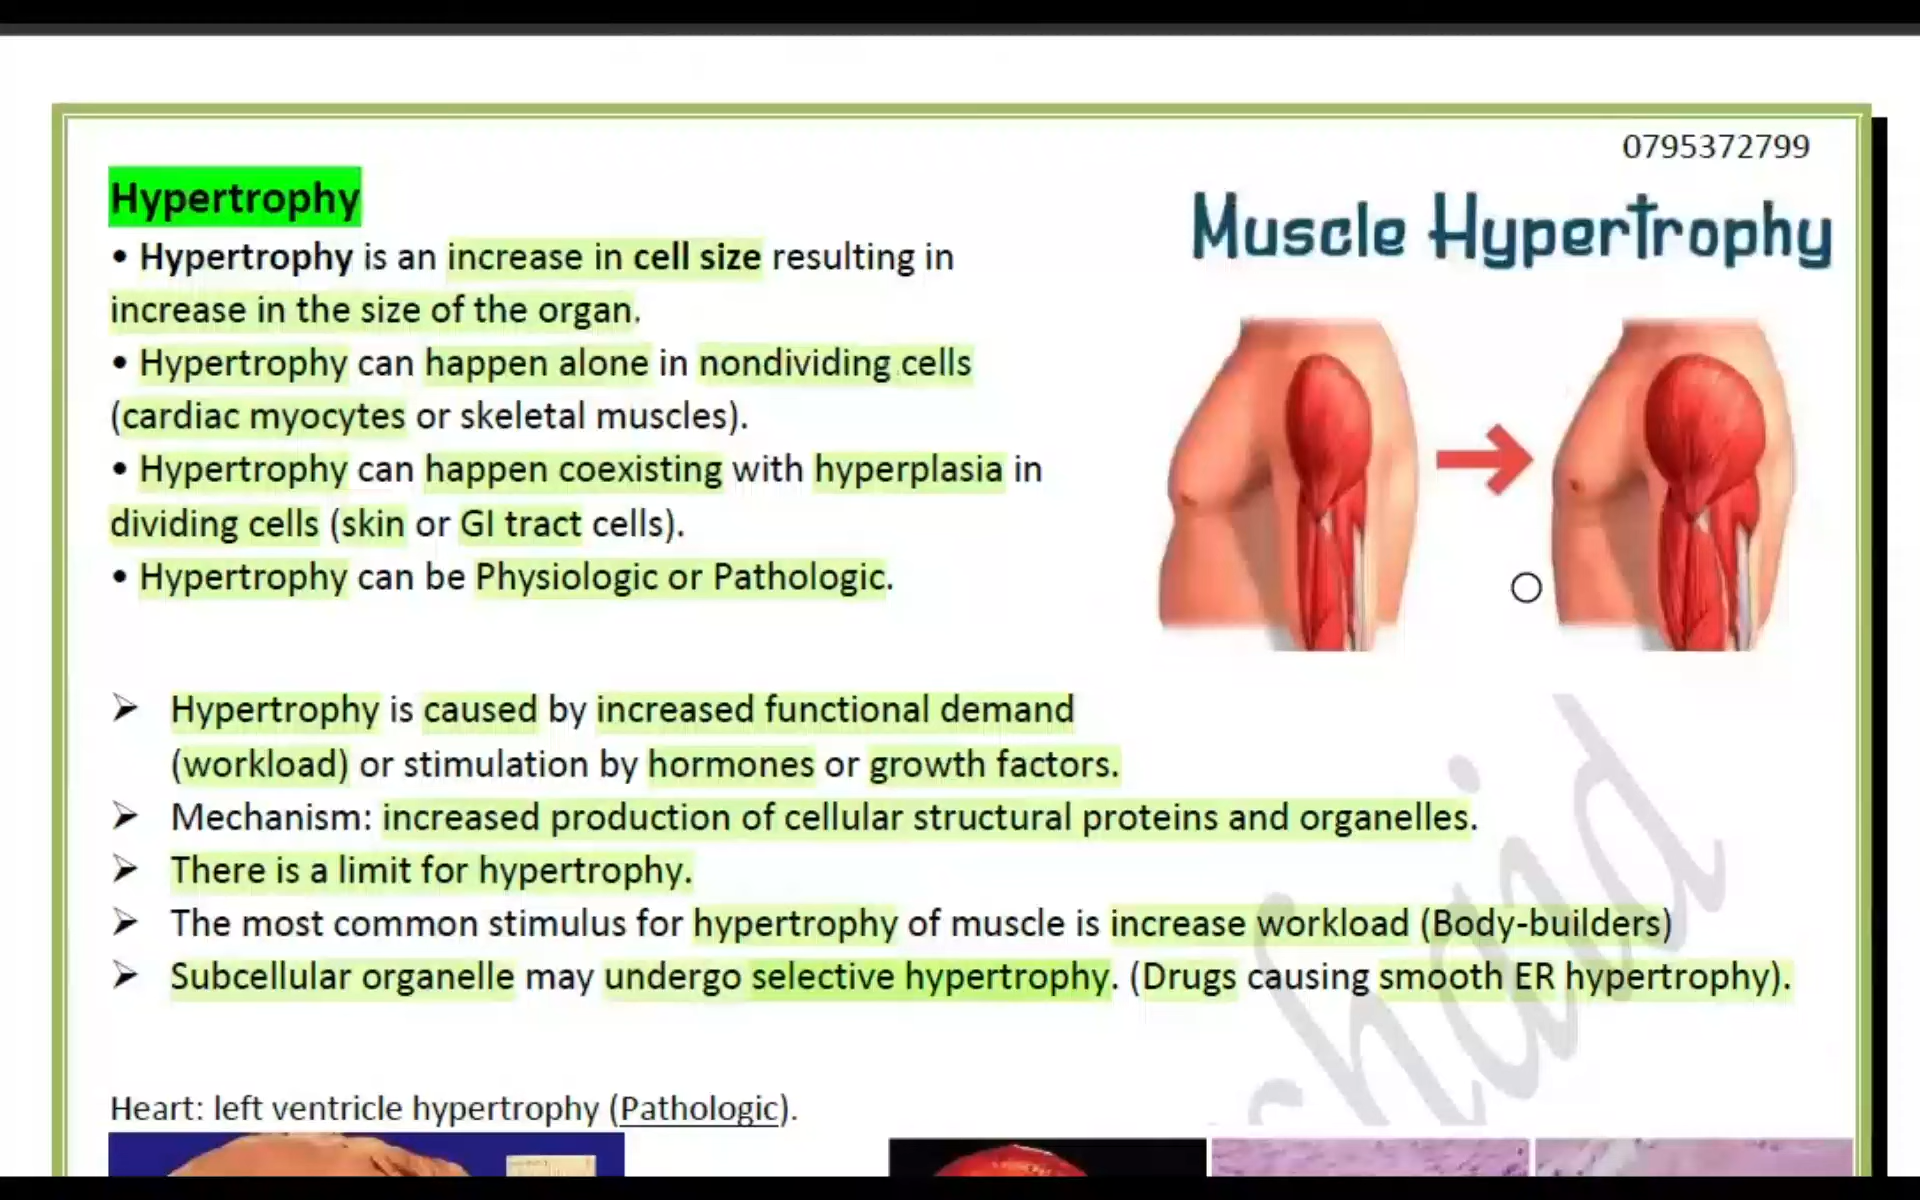 0795372799
Hypertrophy
Muscle Hypertrophy
• Hypertrophy is an increase in cell size resulting in
increase in the size of the organ.
• Hypertrophy can happen alone in nondividing cells
(cardiac myocytes or skeletal muscles).
• Hypertrophy can happen coexisting with hyperplasia in
dividing cells (skin or GI tract cells).
• Hypertrophy can be Physiologic or Pathologic.
➢ Hypertrophy is caused by increased functional demand
(workload) or stimulation by hormones or growth factors.
➢ Mechanism: increased production of cellular structural proteins and organelles.
➢ There is a limit for hypertrophy.
➢ The most common stimulus for hypertrophy of muscle is increase workload (Body-builders)
➢ Subcellular organelle may undergo selective hypertrophy. (Drugs causing smooth ER hypertrophy).
Heart: left ventricle hypertrophy (Pathologic).